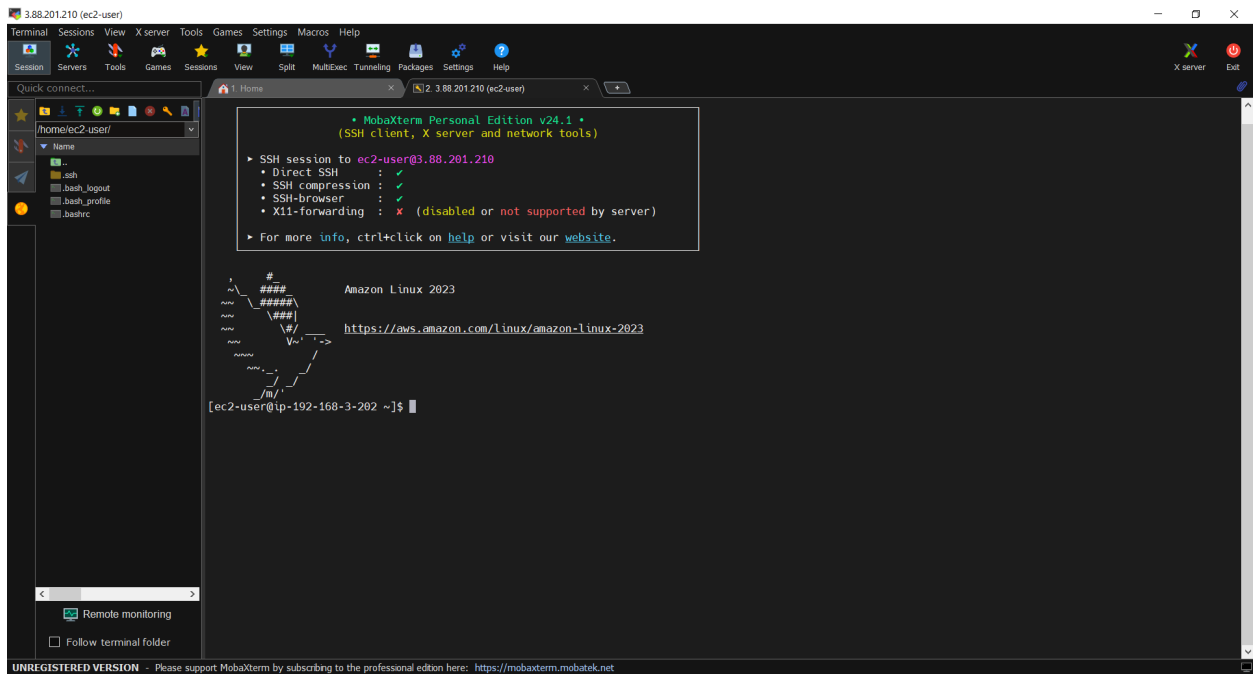 3.88.201.210 (ec2-user)
Terminal Sessions View X server Tools Games Settings Macros Help
Session Servers Tools Games Sessions View Split MultiExec Tunneling Packages Settings Help X server Exit
Quick connect...
1. Home
2. 3.88.201.210 (ec2-user)
/home/ec2-user/
Name
..
.ssh
.bash_logout
.bash_profile
.bashrc
• MobaXterm Personal Edition v24.1 •
(SSH client, X server and network tools)
► SSH session to ec2-user@3.88.201.210
• Direct SSH : ✔
• SSH compression : ✔
• SSH-browser : ✔
• X11-forwarding : ✘ (disabled or not supported by server)
► For more info, ctrl+click on help or visit our website.
, #_
~\_ ####_ Amazon Linux 2023
~~ \_#####\
~~ \###|
~~ \#/ ___ https://aws.amazon.com/linux/amazon-linux-2023
~~ V~' '->
~~~ /
~~._. _/
_/ _/
_/m/'
[ec2-user@ip-192-168-3-202 ~]$
Remote monitoring
Follow terminal folder
UNREGISTERED VERSION - Please support MobaXterm by subscribing to the professional edition here: https://mobaxterm.mobatek.net